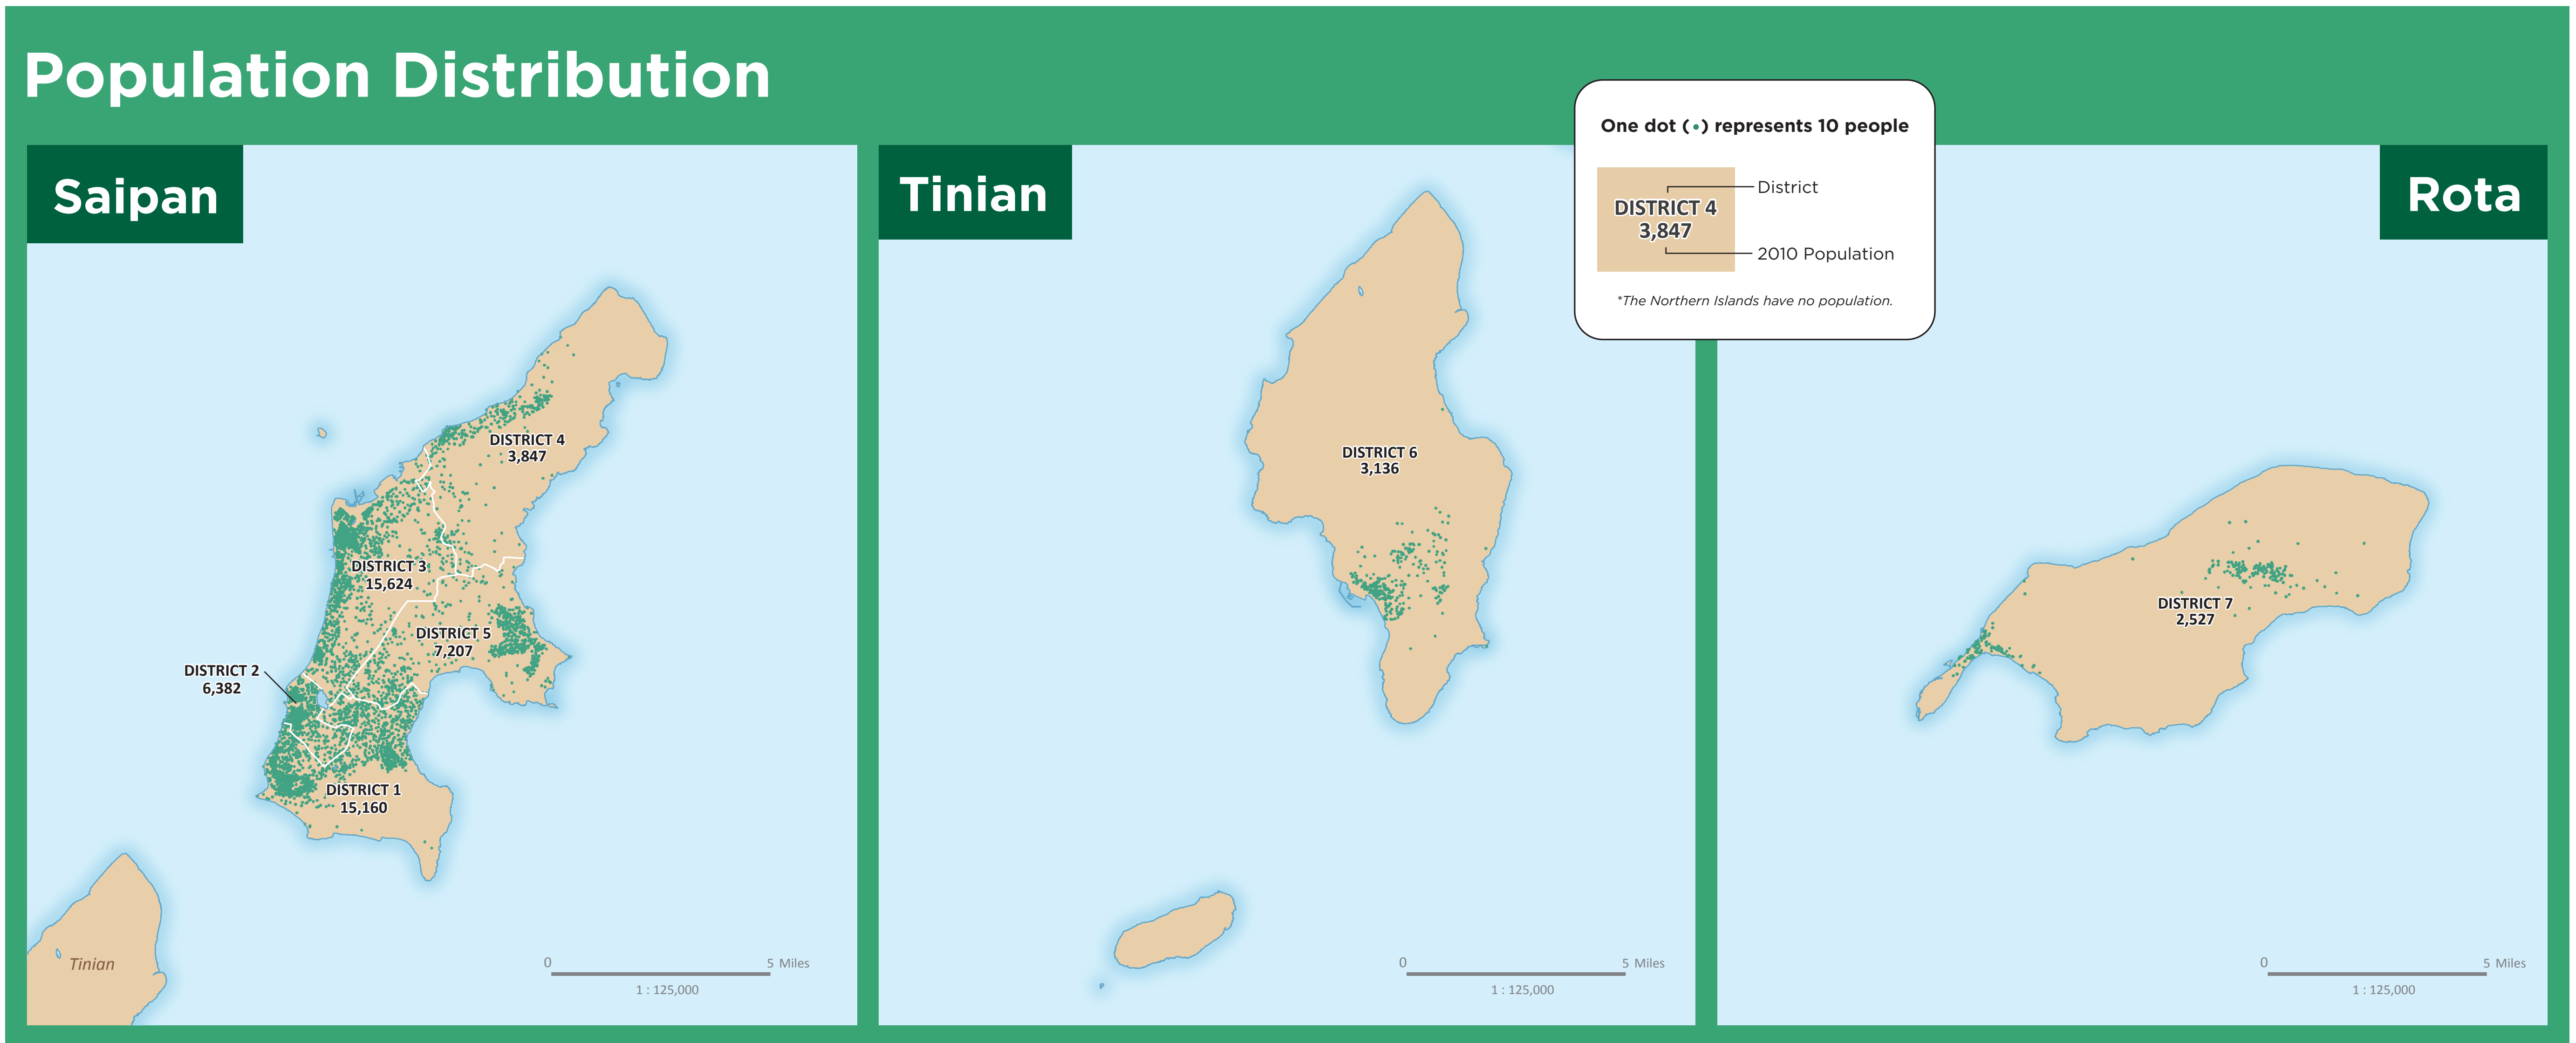 Population Distribution
One dot (•) represents 10 people
DISTRICT 4
3,847
District
2010 Population
*The Northern Islands have no population.
Saipan
DISTRICT 4
3,847
DISTRICT 3
15,624
DISTRICT 5
7,207
DISTRICT 2
6,382
DISTRICT 1
15,160
Tinian
0 5 Miles
1 : 125,000
Tinian
DISTRICT 6
3,136
0 5 Miles
1 : 125,000
Rota
DISTRICT 7
2,527
0 5 Miles
1 : 125,000